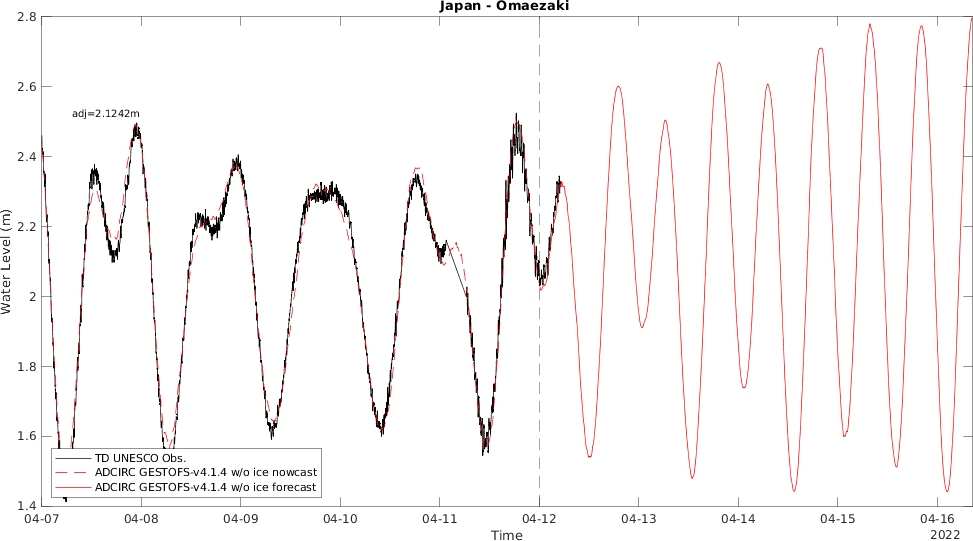 Japan - Omaezaki
2.8
2.6
adj=2.1242m
2.4
2.2
Water Level (m)
2
1.8
1.6
TD UNESCO Obs.
ADCIRC GESTOFS-v4.1.4 w/o ice nowcast
ADCIRC GESTOFS-v4.1.4 w/o ice forecast
1.4
04-07 04-08 04-09 04-10 04-11 04-12 04-13 04-14 04-15 04-16
Time 2022